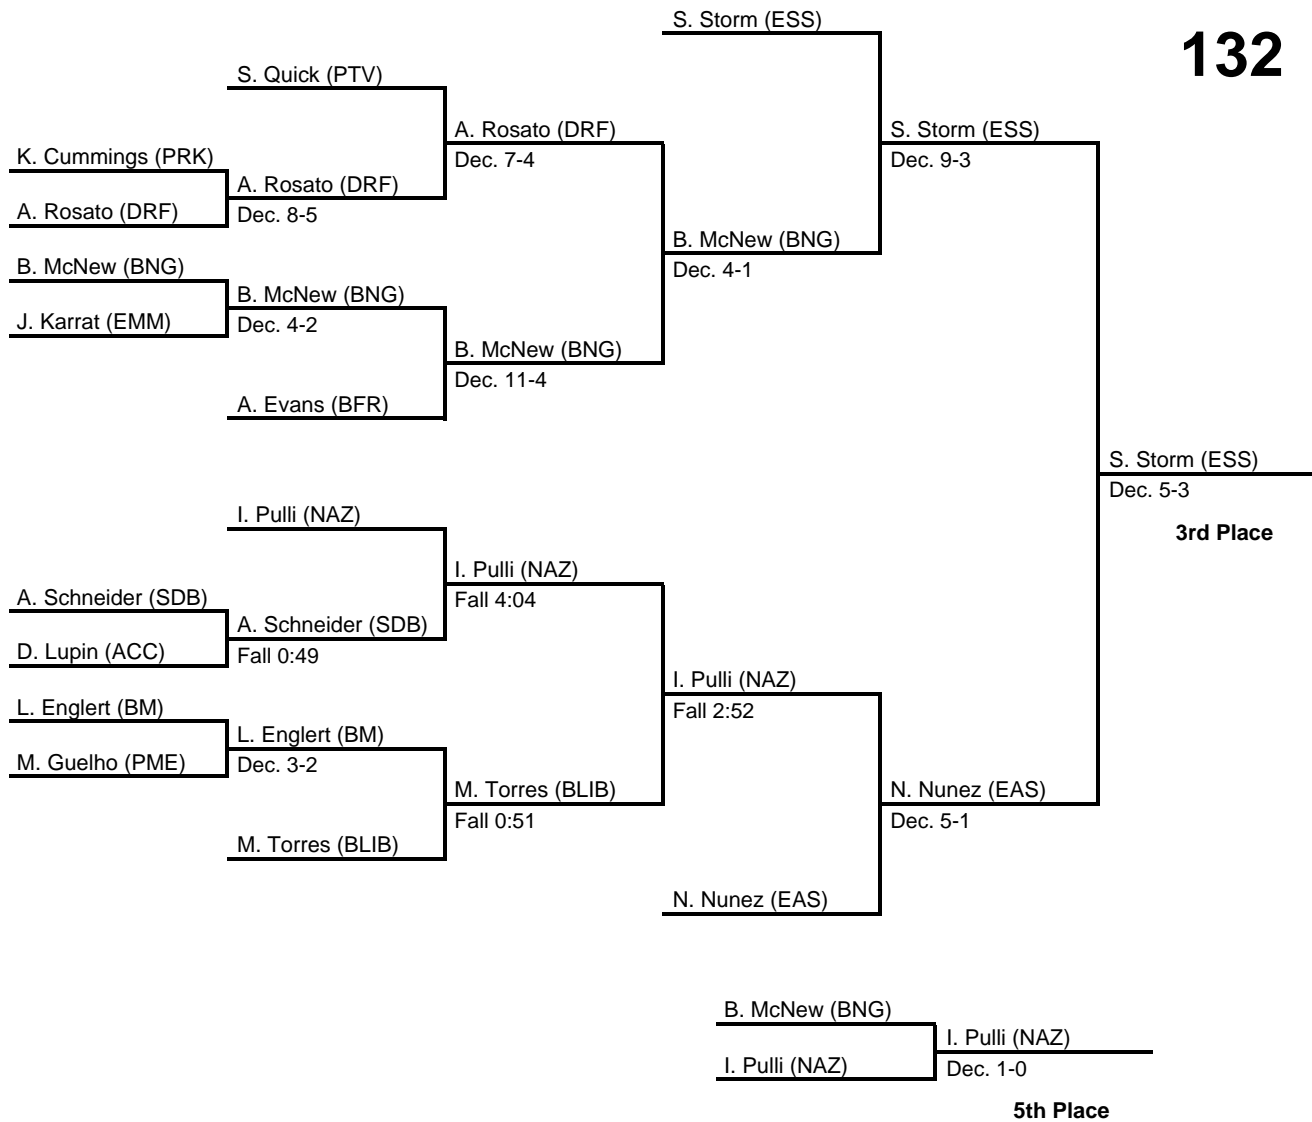 132
S. Storm (ESS)
S. Quick (PTV)
A. Rosato (DRF)
Dec. 7-4
S. Storm (ESS)
Dec. 9-3
K. Cummings (PRK)
A. Rosato (DRF)
Dec. 8-5
A. Rosato (DRF)
B. McNew (BNG)
Dec. 4-1
B. McNew (BNG)
B. McNew (BNG)
Dec. 4-2
J. Karrat (EMM)
B. McNew (BNG)
Dec. 11-4
A. Evans (BFR)
S. Storm (ESS)
Dec. 5-3
3rd Place
I. Pulli (NAZ)
I. Pulli (NAZ)
Fall 4:04
A. Schneider (SDB)
A. Schneider (SDB)
Fall 0:49
D. Lupin (ACC)
I. Pulli (NAZ)
Fall 2:52
L. Englert (BM)
L. Englert (BM)
Dec. 3-2
M. Guelho (PME)
M. Torres (BLIB)
Fall 0:51
N. Nunez (EAS)
Dec. 5-1
M. Torres (BLIB)
N. Nunez (EAS)
B. McNew (BNG)
I. Pulli (NAZ)
Dec. 1-0
I. Pulli (NAZ)
5th Place